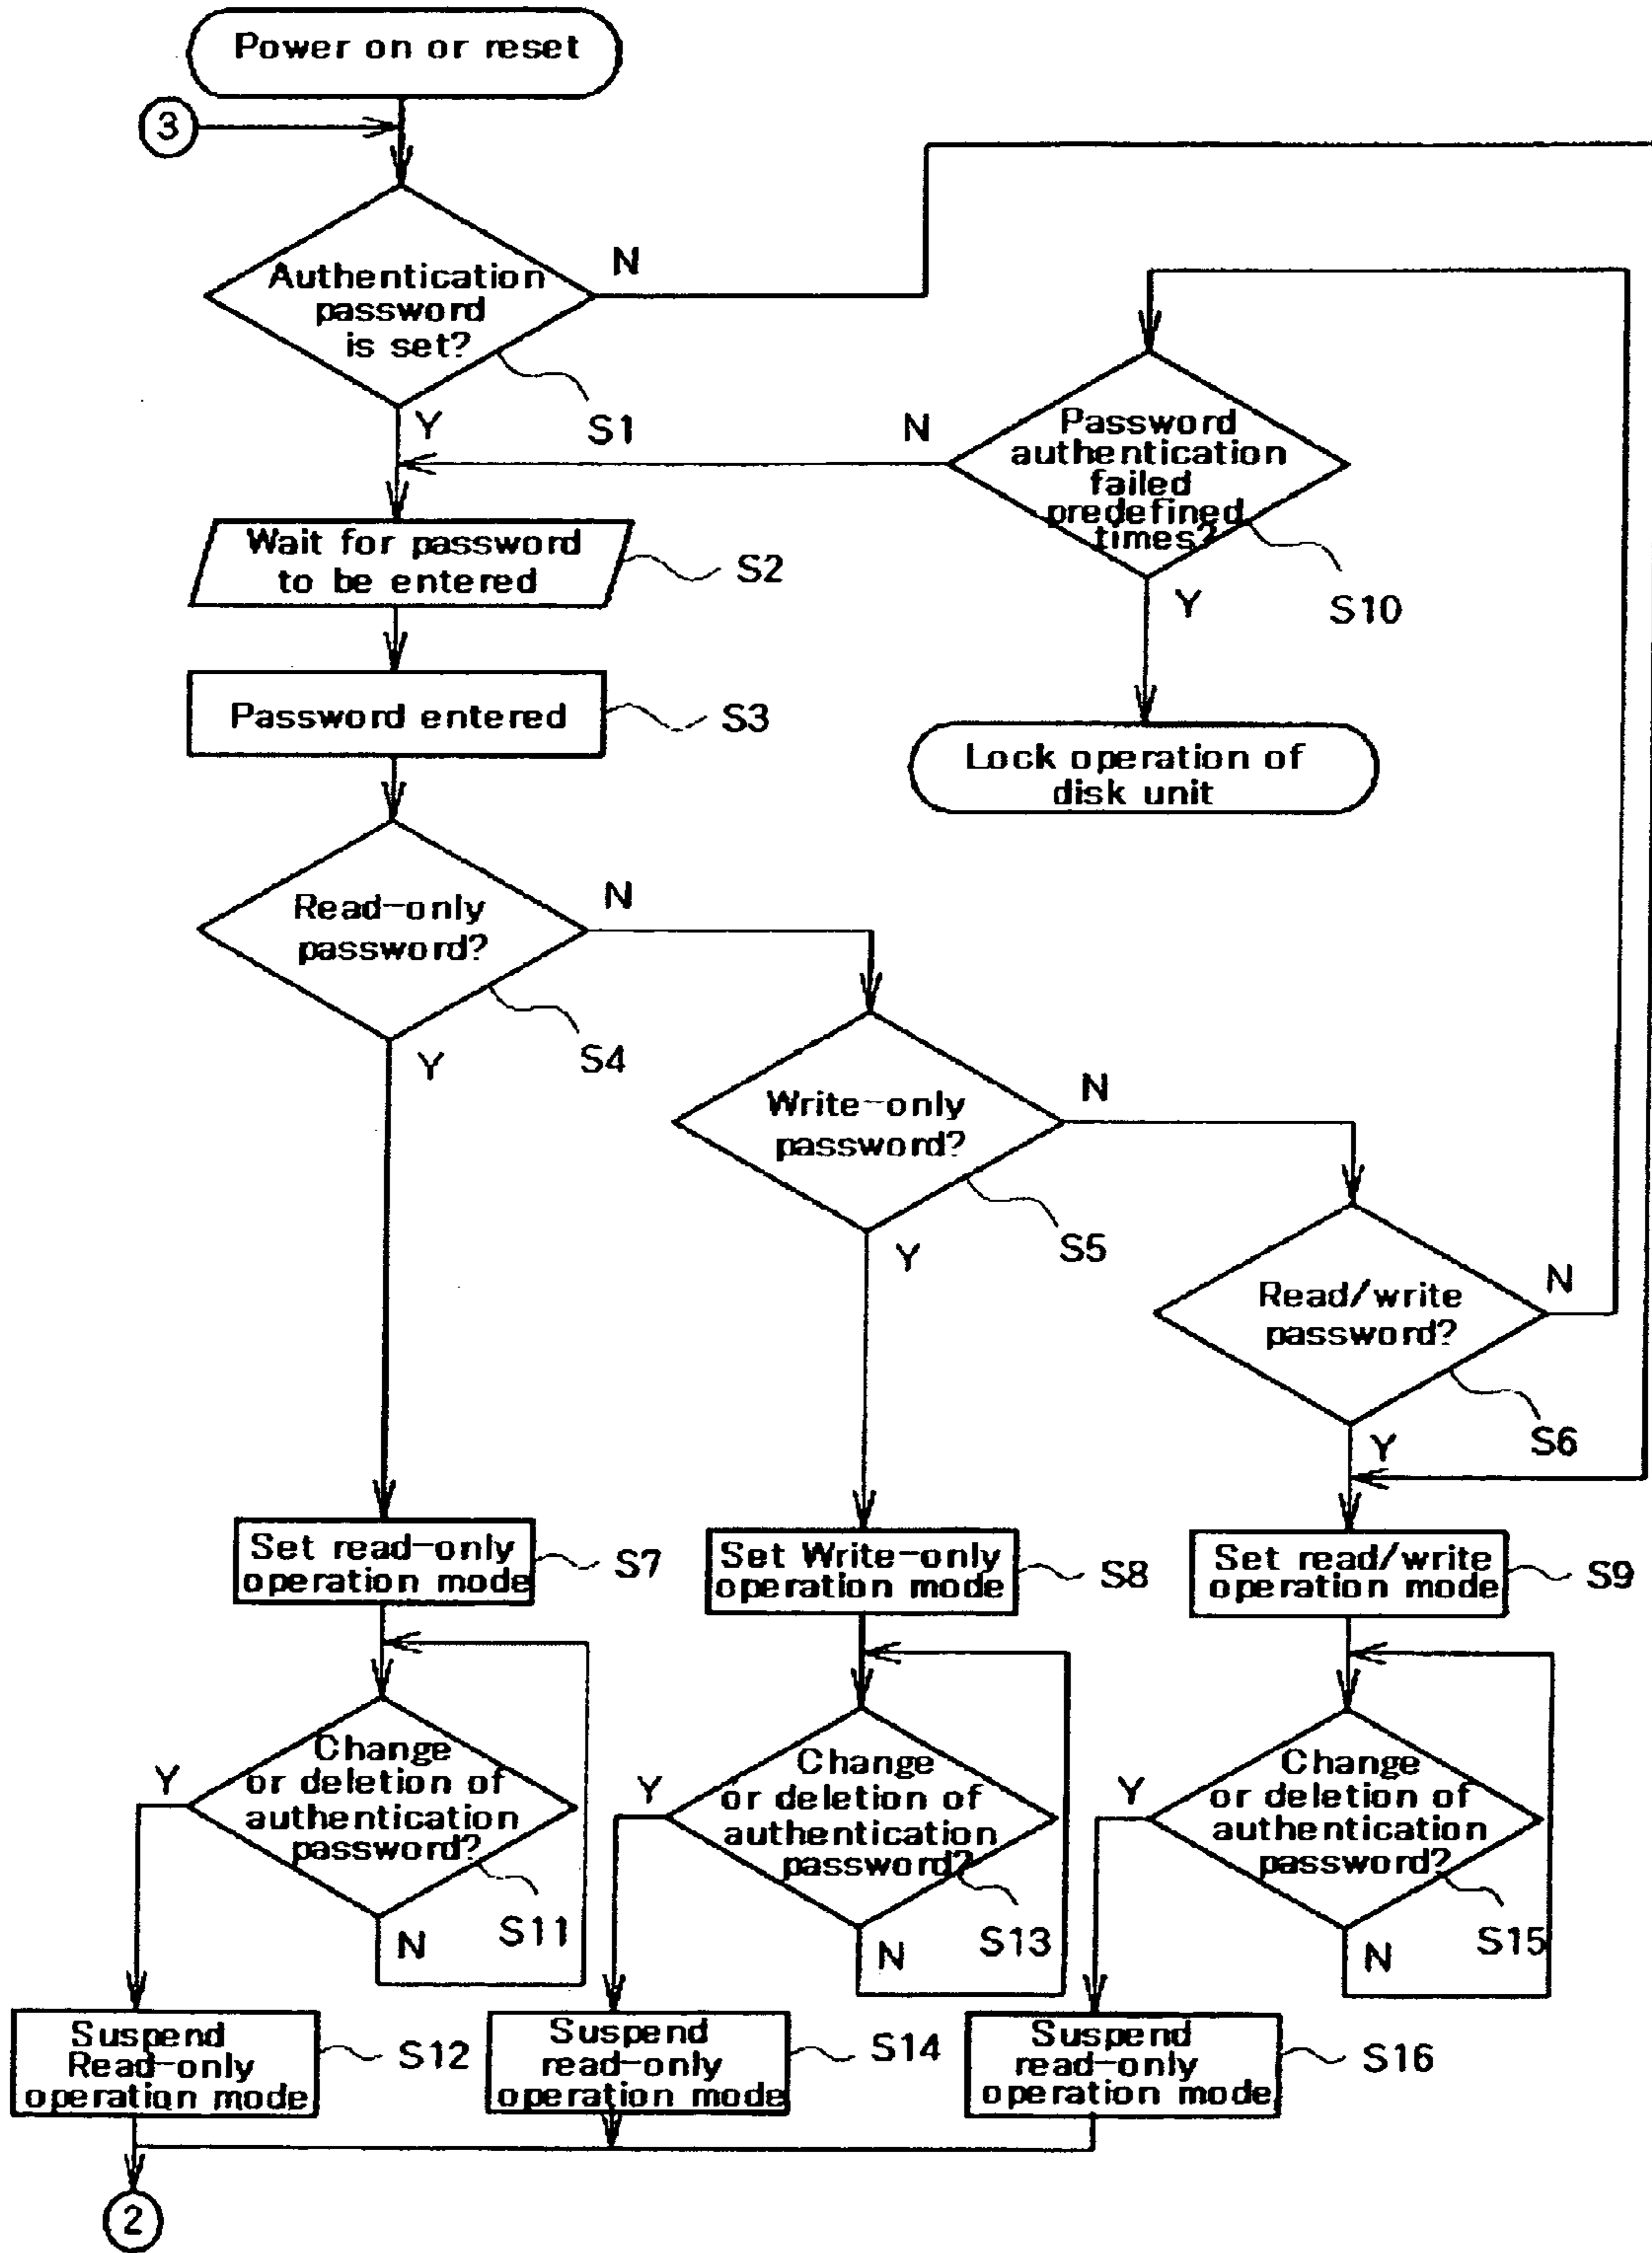 Power on or reset
3
Authentication
password
is set?
N
Y
S1
Password
authentication
failed
predefined
times?
N
Y
S10
Wait for password
to be entered
S2
Password entered
S3
Lock operation of
disk unit
Read-only
password?
N
Y
S4
Write-only
password?
N
Y
S5
Read/write
password?
N
Y
S6
Set read-only
operation mode
S7
Set Write-only
operation mode
S8
Set read/write
operation mode
S9
Change
or deletion of
authentication
password?
Y
N
S11
Change
or deletion of
authentication
password?
Y
N
S13
Change
or deletion of
authentication
password?
Y
N
S15
Suspend
Read-only
operation mode
S12
Suspend
read-only
operation mode
S14
Suspend
read-only
operation mode
S16
2